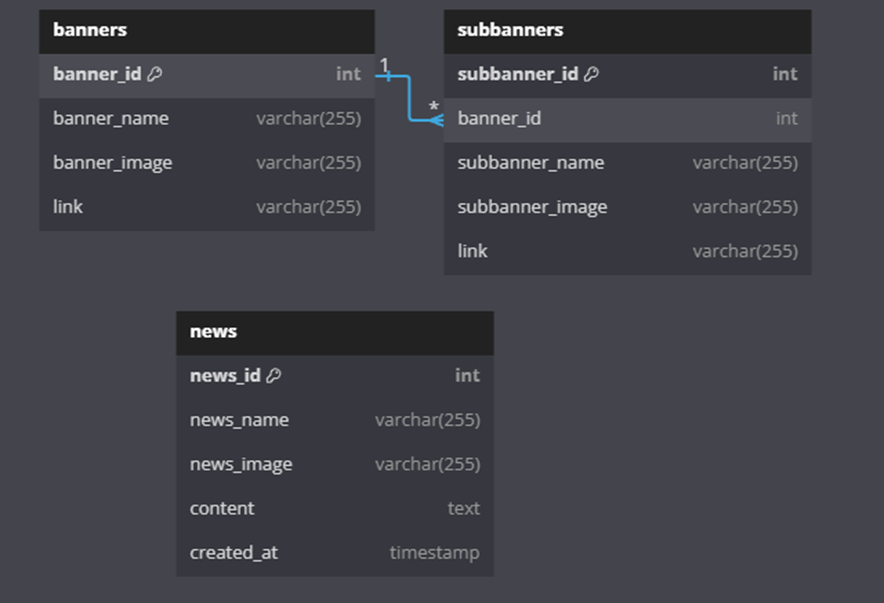 banners
banner_id int
banner_name varchar(255)
banner_image varchar(255)
link varchar(255)
1
*
subbanners
subbanner_id int
banner_id int
subbanner_name varchar(255)
subbanner_image varchar(255)
link varchar(255)
news
news_id int
news_name varchar(255)
news_image varchar(255)
content text
created_at timestamp